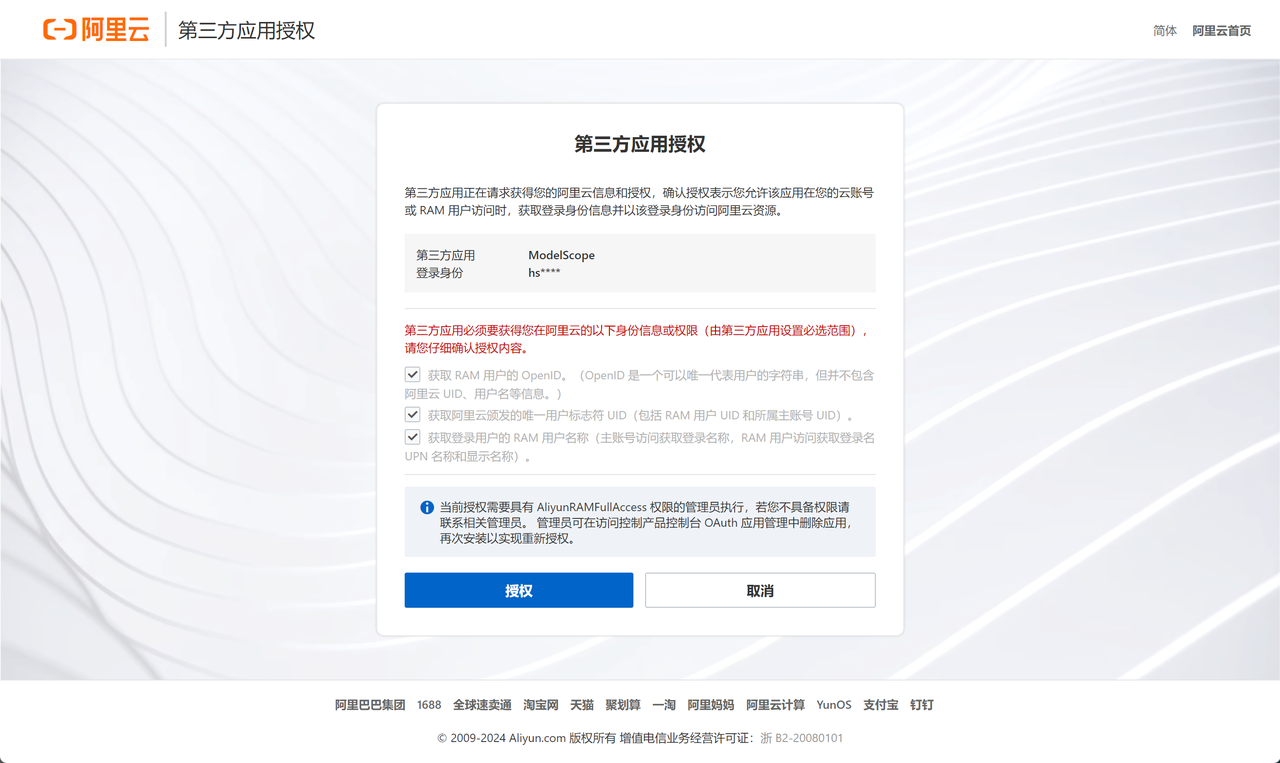 阿里云
第三方应用授权
简体 阿里云首页
第三方应用授权
第三方应用正在请求获得您的阿里云信息和授权，确认授权表示您允许该应用在您的云账号
或 RAM 用户访问时，获取登录身份信息并以该登录身份访问阿里云资源。
第三方应用 ModelScope
登录身份 hs****
第三方应用必须要获得您在阿里云的以下身份信息或权限（由第三方应用设置必选范围），
请您仔细确认授权内容。
获取 RAM 用户的 OpenID。（OpenID 是一个可以唯一代表用户的字符串，但并不包含
阿里云 UID、用户名等信息。）
获取阿里云颁发的唯一用户标志符 UID（包括 RAM 用户 UID 和所属主账号 UID）。
获取登录用户的 RAM 用户名称（主账号访问获取登录名称，RAM 用户访问获取登录名
UPN 名称和显示名称）。
当前授权需要具有 AliyunRAMFullAccess 权限的管理员执行，若您不具备权限请
联系相关管理员。 管理员可在访问控制产品控制台 OAuth 应用管理中删除应用，
再次安装以实现重新授权。
授权 取消
阿里巴巴集团 1688 全球速卖通 淘宝网 天猫 聚划算 一淘 阿里妈妈 阿里云计算 YunOS 支付宝 钉钉
© 2009-2024 Aliyun.com 版权所有 增值电信业务经营许可证：浙 B2-20080101